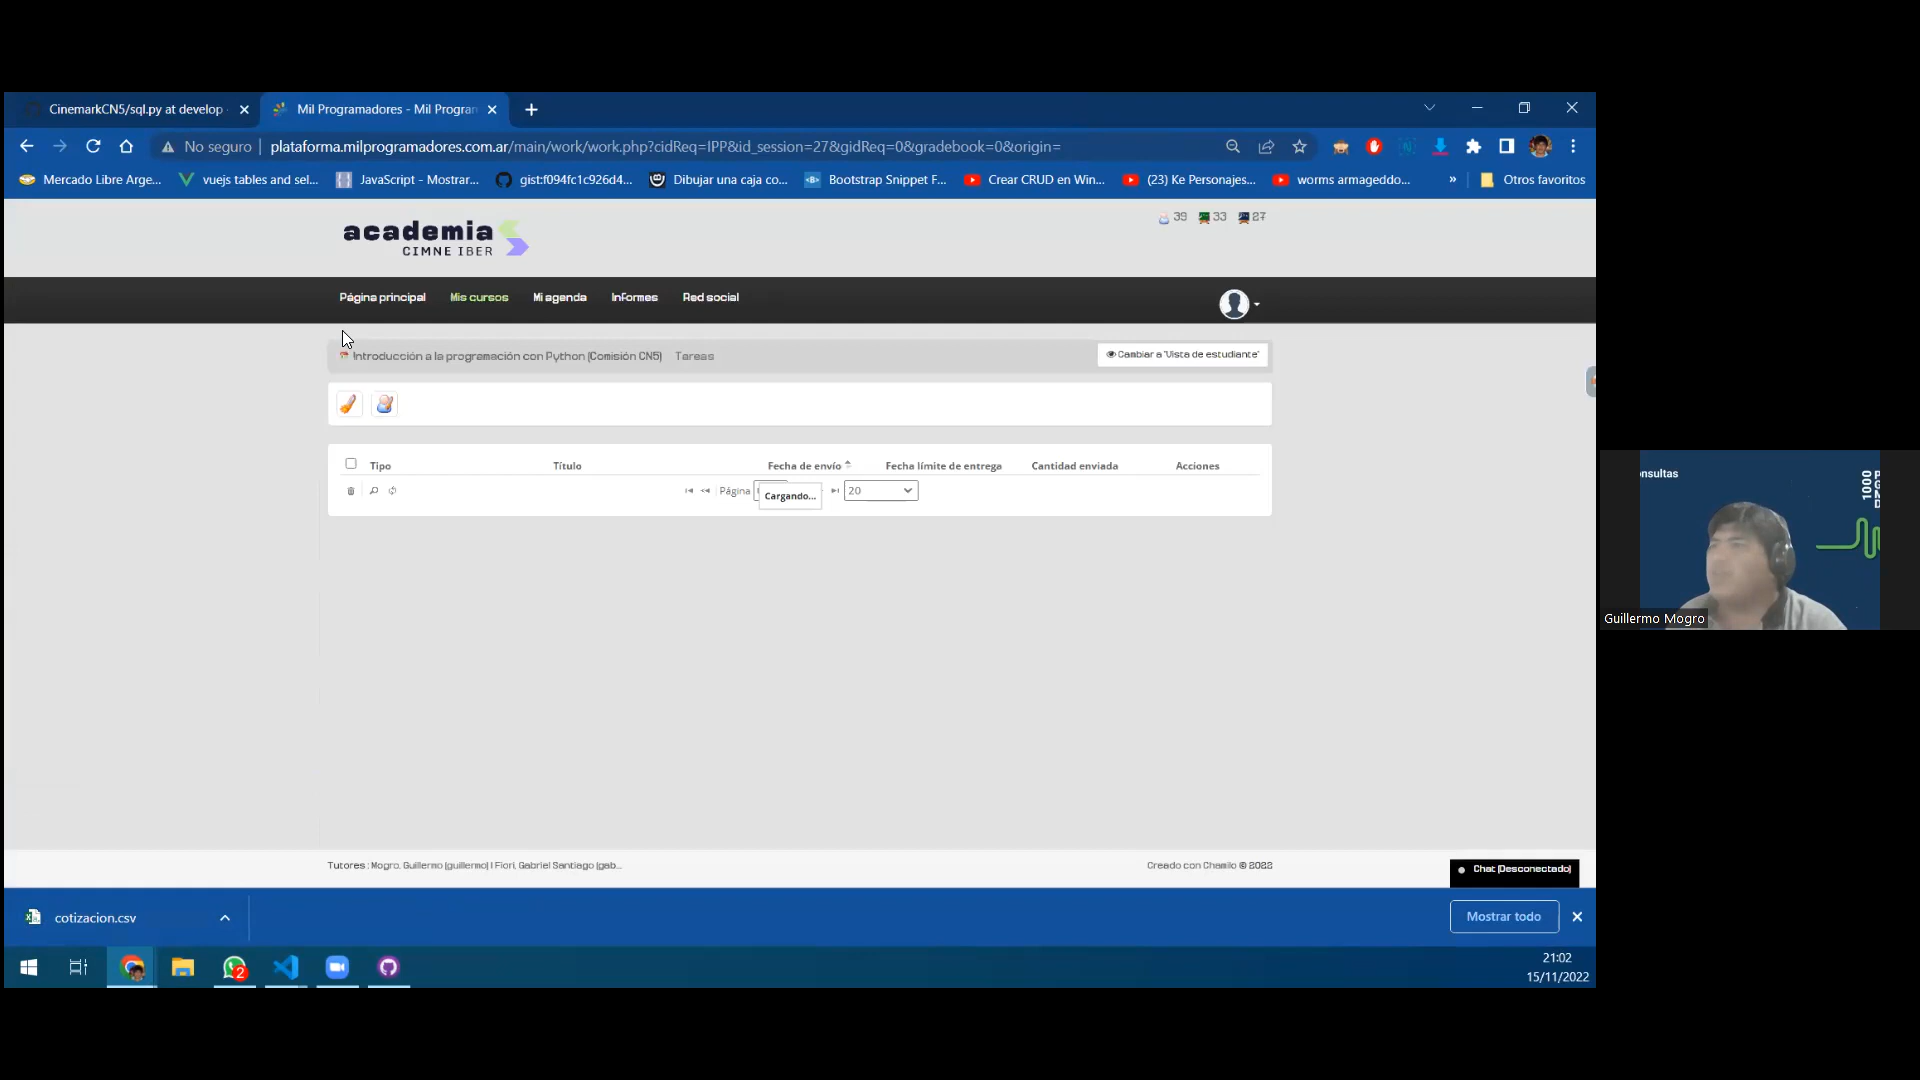 CinemarkCN5/sql.py at develop
Mil Programadores - Mil Program
No seguro | plataforma.milprogramadores.com.ar/main/work/work.php?cidReq=IPP&id_session=27&gidReq=0&gradebook=0&origin=
Mercado Libre Arge...
vuejs tables and sel...
JavaScript - Mostrar...
gist:f094fc1c926d4...
Dibujar una caja co...
Bootstrap Snippet F...
Crear CRUD en Win...
(23) Ke Personajes...
worms armageddo...
»
Otros favoritos
academia
CIMNE IBER
39 33 27
Página principal Mis cursos Mi agenda Informes Red social
Introducción a la programación con Python (Comisión CN5) Tareas
Cambiar a "Vista de estudiante"
Tipo Título Fecha de envío Fecha límite de entrega Cantidad enviada Acciones
Página Cargando... 20
nsultas
1000
Guillermo Mogro
Tutores : Mogro, Guillermo (guillermo) | Fiori, Gabriel Santiago (gab...
Creado con Chamilo © 2022
Chat (Desconectado)
cotizacion.csv
Mostrar todo
2
21:02
15/11/2022